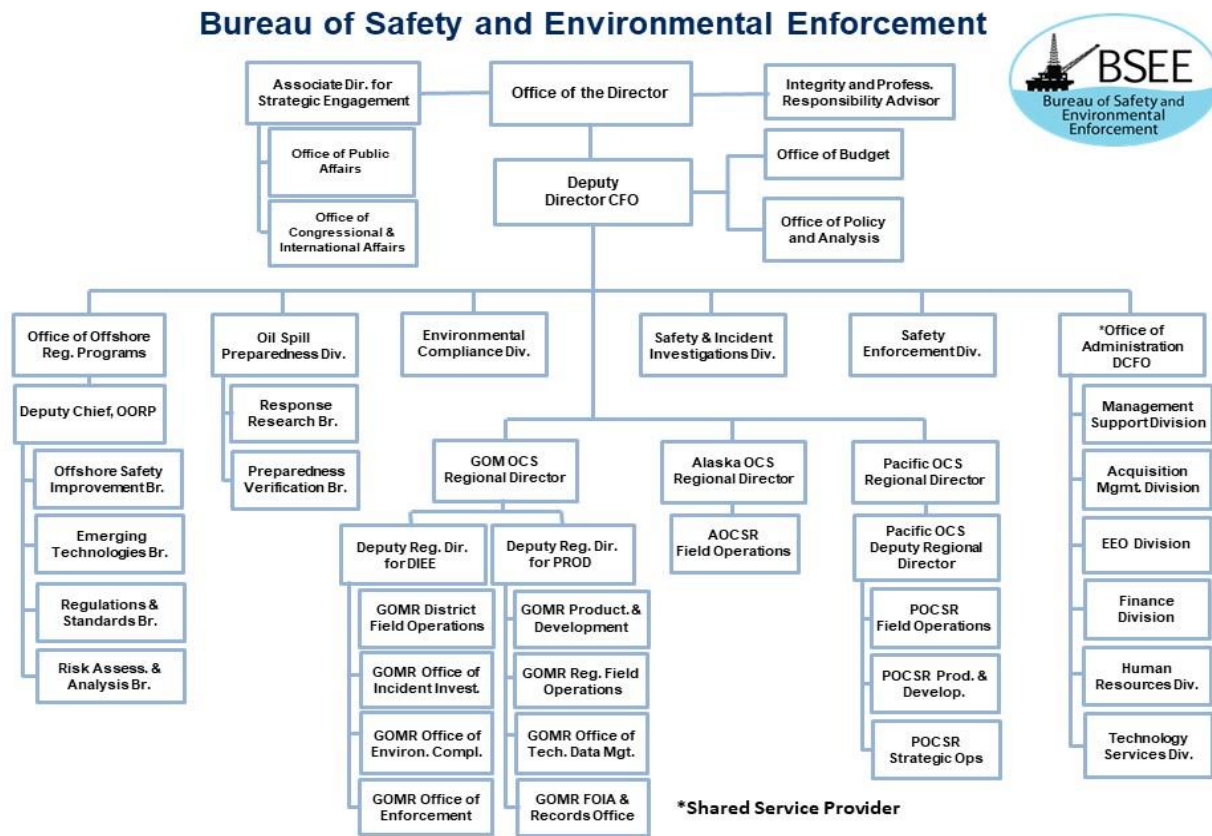 Bureau of Safety and Environmental Enforcement
BSEE
Bureau of Safety and
Environmental
Enforcement
Associate Dir. for
Strategic Engagement
Office of the Director
Integrity and Profess.
Responsibility Advisor
Office of Public
Affairs
Office of
Congressional &
International Affairs
Deputy
Director CFO
Office of Budget
Office of Policy
and Analysis
Office of Offshore
Reg. Programs
Oil Spill
Preparedness Div.
Environmental
Compliance Div.
Safety & Incident
Investigations Div.
Safety
Enforcement Div.
*Office of
Administration
DCFO
Deputy Chief, OORP
Offshore Safety
Improvement Br.
Emerging
Technologies Br.
Regulations &
Standards Br.
Risk Assess. &
Analysis Br.
Response
Research Br.
Preparedness
Verification Br.
GOM OCS
Regional Director
Deputy Reg. Dir.
for DIEE
GOMR District
Field Operations
GOMR Office of
Incident Invest.
GOMR Office of
Environ. Compl.
GOMR Office of
Enforcement
Deputy Reg. Dir.
for PROD
GOMR Product. &
Development
GOMR Reg. Field
Operations
GOMR Office of
Tech. Data Mgt.
GOMR FOIA &
Records Office
Alaska OCS
Regional Director
AOCSR
Field Operations
Pacific OCS
Regional Director
Pacific OCS
Deputy Regional
Director
POCSR
Field Operations
POCSR Prod. &
Develop.
POCSR
Strategic Ops
Management
Support Division
Acquisition
Mgmt. Division
EEO Division
Finance
Division
Human
Resources Div.
Technology
Services Div.
*Shared Service Provider